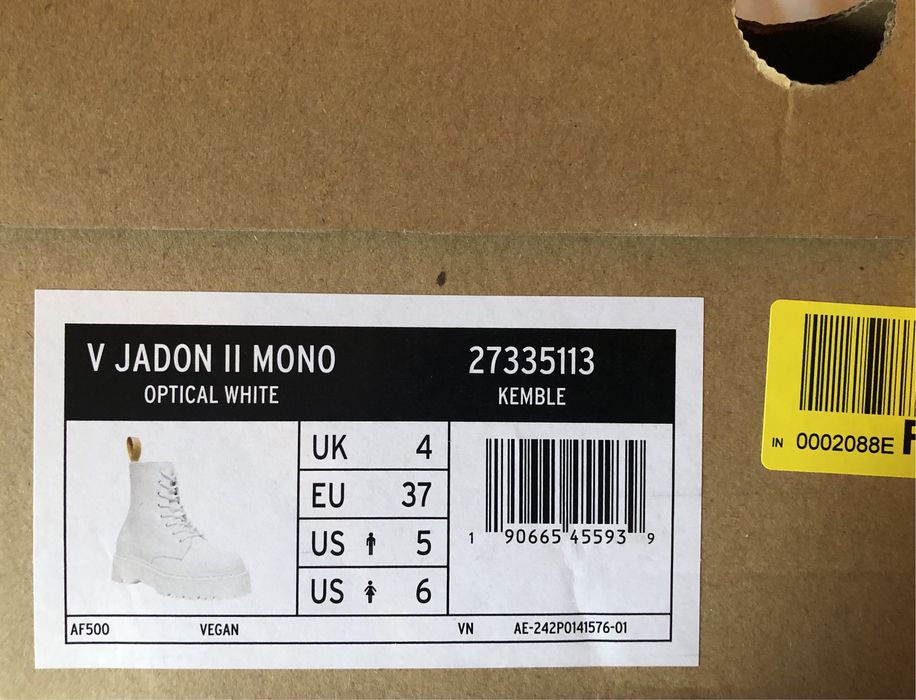 V JADON II MONO
OPTICAL WHITE
27335113
KEMBLE
UK 4
EU 37
US 5
US 6
1 90665 45593 9
AF500 VEGAN VN AE-242P0141576-01
IN 0002088E